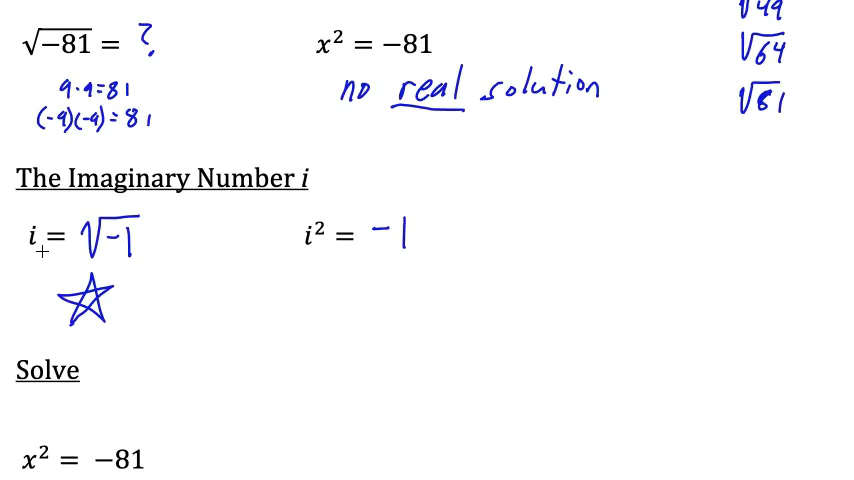 √49
√−81 = ?
x² = −81
√64
9 · 9 = 81
no real solution
√81
(-9)(-9) = 81
The Imaginary Number i
i = √-1
i² = -1
Solve
x² = −81